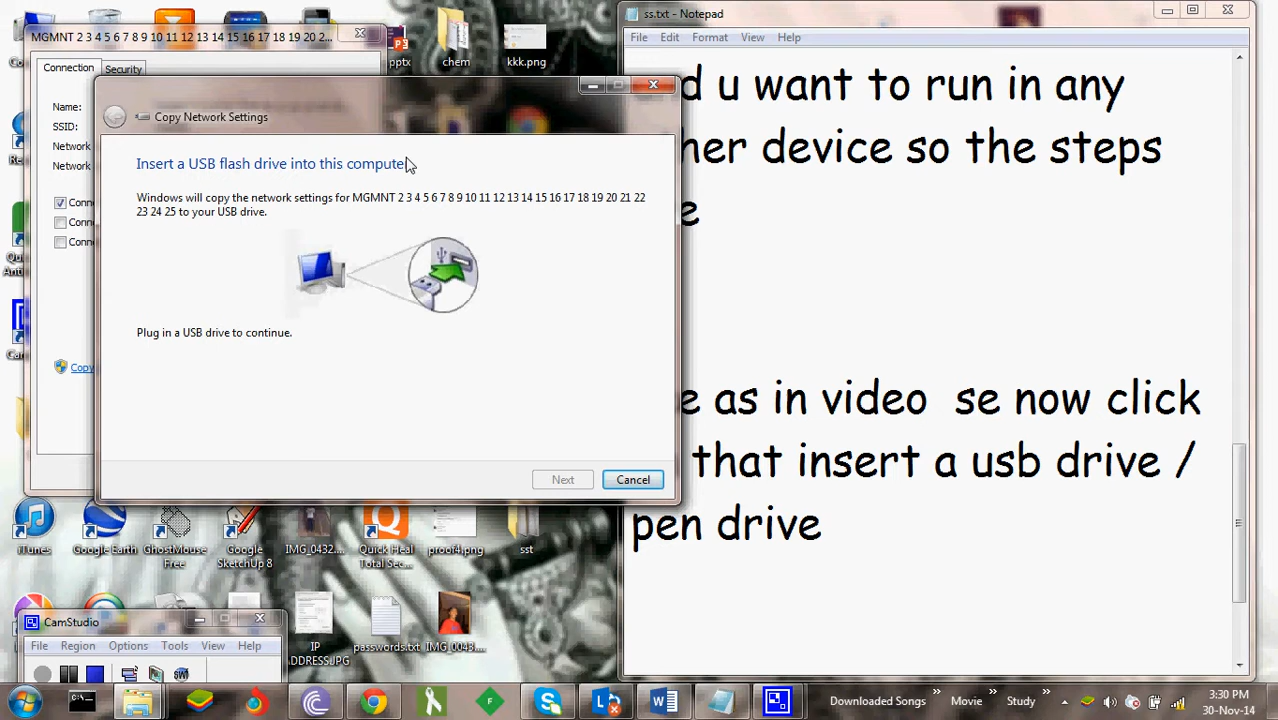 MGMNT 2 3 4 5 6 7 8 9 10 11 12 13 14 15 16 17 18 19 20 2...
Connection
Security
Name:
SSID:
Network
Network
Conn
Conn
Conn
Copy
Copy Network Settings
Insert a USB flash drive into this computer
Windows will copy the network settings for MGMNT 2 3 4 5 6 7 8 9 10 11 12 13 14 15 16 17 18 19 20 21 22
23 24 25 to your USB drive.
Plug in a USB drive to continue.
Next
Cancel
pptx
chem
kkk.png
ss.txt - Notepad
File Edit Format View Help
d u want to run in any
her device so the steps
e
e as in video se now click
that insert a usb drive /
pen drive
iTunes
Google Earth
GhostMouse
Free
Google
SketchUp 8
IMG_0432....
Quick Heal
Total Sec...
proof4.png
sst
IP
ADDRESS.JPG
passwords.txt
IMG_0043....
CamStudio
File Region Options Tools View Help
Downloaded Songs
Movie
Study
3:30 PM
30-Nov-14